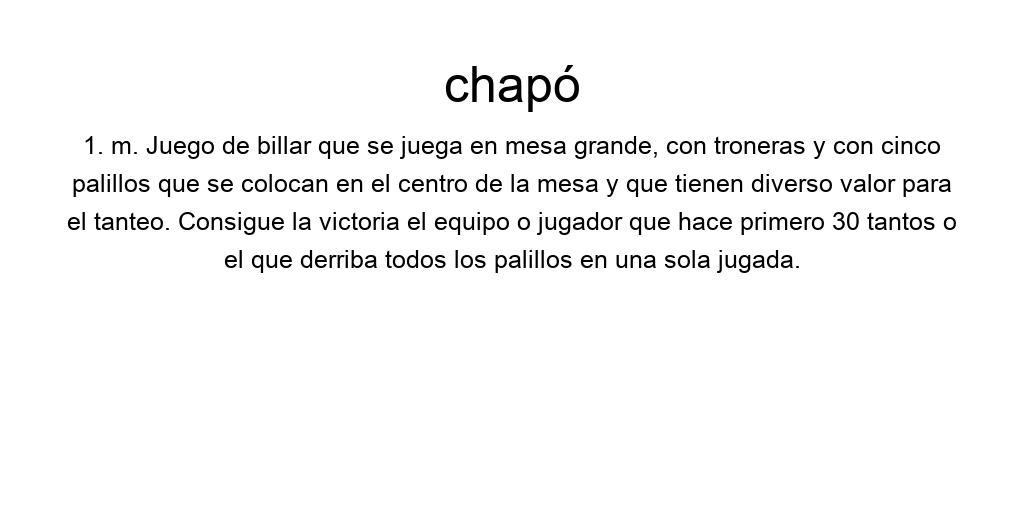 chapó
1. m. Juego de billar que se juega en mesa grande, con troneras y con cinco
palillos que se colocan en el centro de la mesa y que tienen diverso valor para
el tanteo. Consigue la victoria el equipo o jugador que hace primero 30 tantos o
el que derriba todos los palillos en una sola jugada.